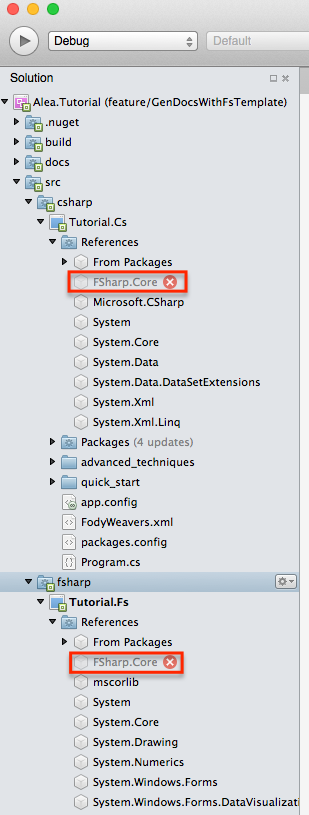 Debug
Default
Solution
Alea.Tutorial (feature/GenDocsWithFsTemplate)
.nuget
build
docs
src
csharp
Tutorial.Cs
References
From Packages
FSharp.Core
Microsoft.CSharp
System
System.Core
System.Data
System.Data.DataSetExtensions
System.Xml
System.Xml.Linq
Packages (4 updates)
advanced_techniques
quick_start
app.config
FodyWeavers.xml
packages.config
Program.cs
fsharp
Tutorial.Fs
References
From Packages
FSharp.Core
mscorlib
System
System.Core
System.Drawing
System.Numerics
System.Windows.Forms
System.Windows.Forms.DataVisualizati